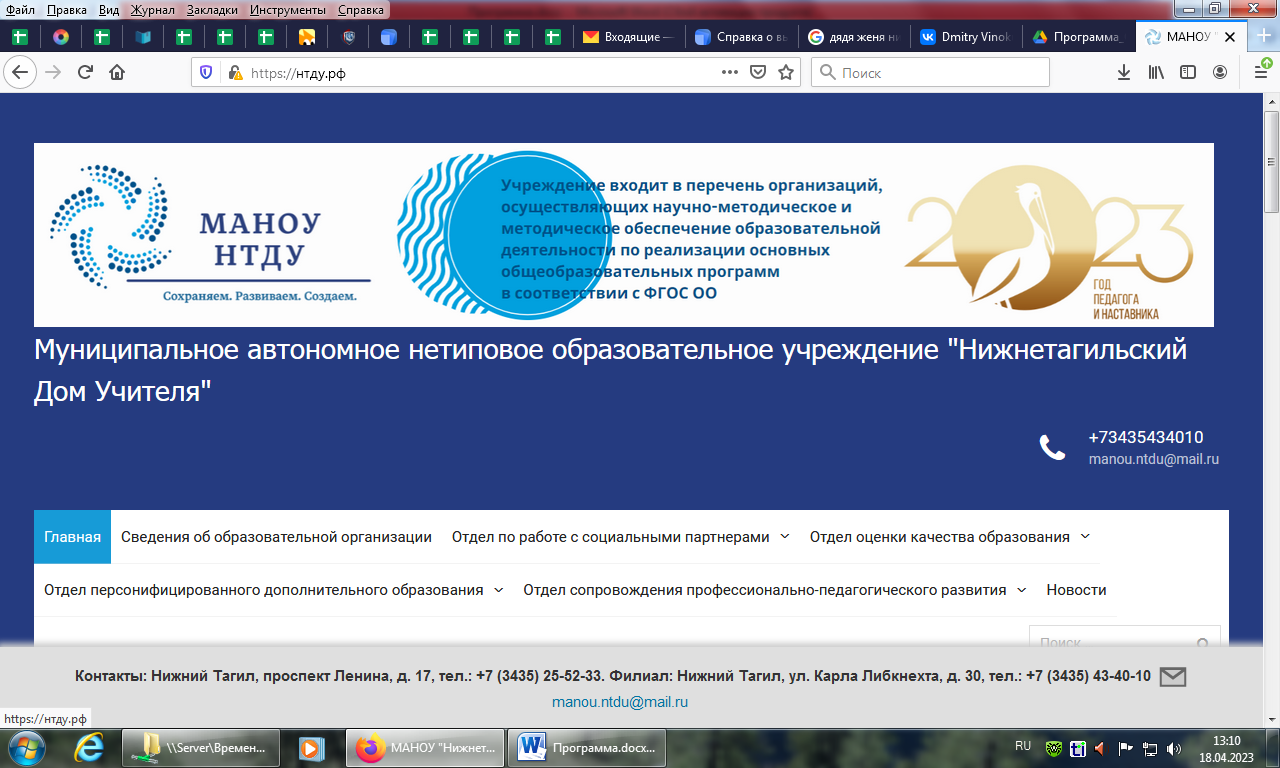 Файл Правка Вид Журнал Закладки Инструменты Справка
Входящие — Справка о вы дядя женя ни Dmitry Vinok Программа_ МАНОУ "
https://нтду.рф Поиск
МАНОУ
НТДУ
Сохраняем. Развиваем. Создаем.
Учреждение входит в перечень организаций,
осуществляющих научно-методическое и
методическое обеспечение образовательной
деятельности по реализации основных
общеобразовательных программ
в соответствии с ФГОС ОО
2023
ГОД
ПЕДАГОГА
И НАСТАВНИКА
Муниципальное автономное нетиповое образовательное учреждение "Нижнетагильский
Дом Учителя"
+73435434010
manou.ntdu@mail.ru
Главная Сведения об образовательной организации Отдел по работе с социальными партнерами Отдел оценки качества образования
Отдел персонифицированного дополнительного образования Отдел сопровождения профессионально-педагогического развития Новости
Поиск
Контакты: Нижний Тагил, проспект Ленина, д. 17, тел.: +7 (3435) 25-52-33. Филиал: Нижний Тагил, ул. Карла Либкнехта, д. 30, тел.: +7 (3435) 43-40-10
manou.ntdu@mail.ru
https://нтду.рф
\\Server\Времен... МАНОУ "Нижнет... Программа.docx... RU 13:10
18.04.2023